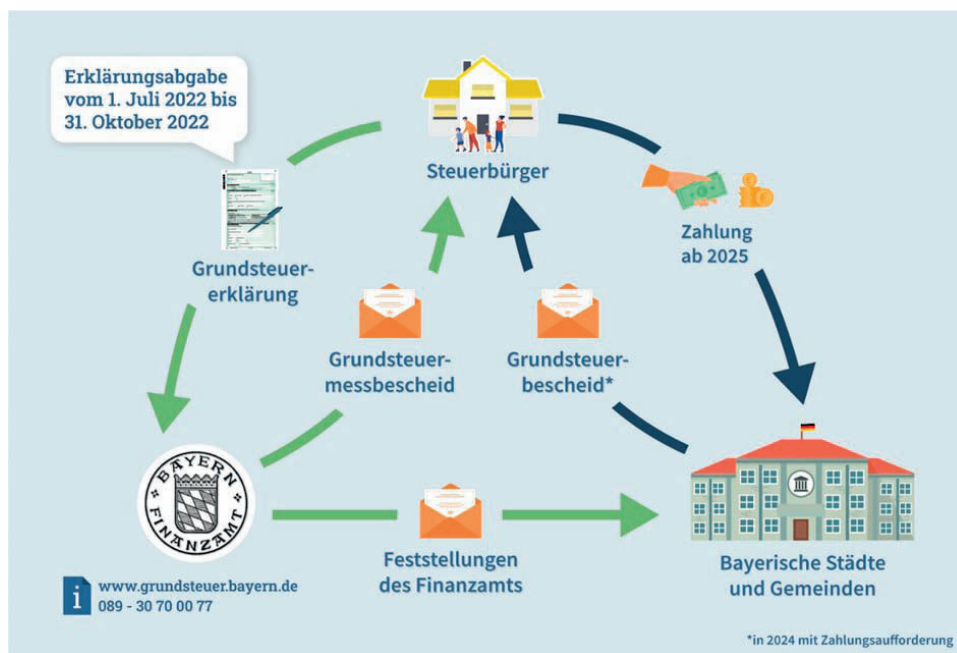 Erklärungsabgabe
vom 1. Juli 2022 bis
31. Oktober 2022
Steuerbürger
Grundsteuer-
erklärung
Zahlung
ab 2025
Grundsteuer-
messbescheid
Grundsteuer-
bescheid*
BAYERN
FINANZAMT
Feststellungen
des Finanzamts
Bayerische Städte
und Gemeinden
i
www.grundsteuer.bayern.de
089 - 30 70 00 77
*in 2024 mit Zahlungsaufforderung